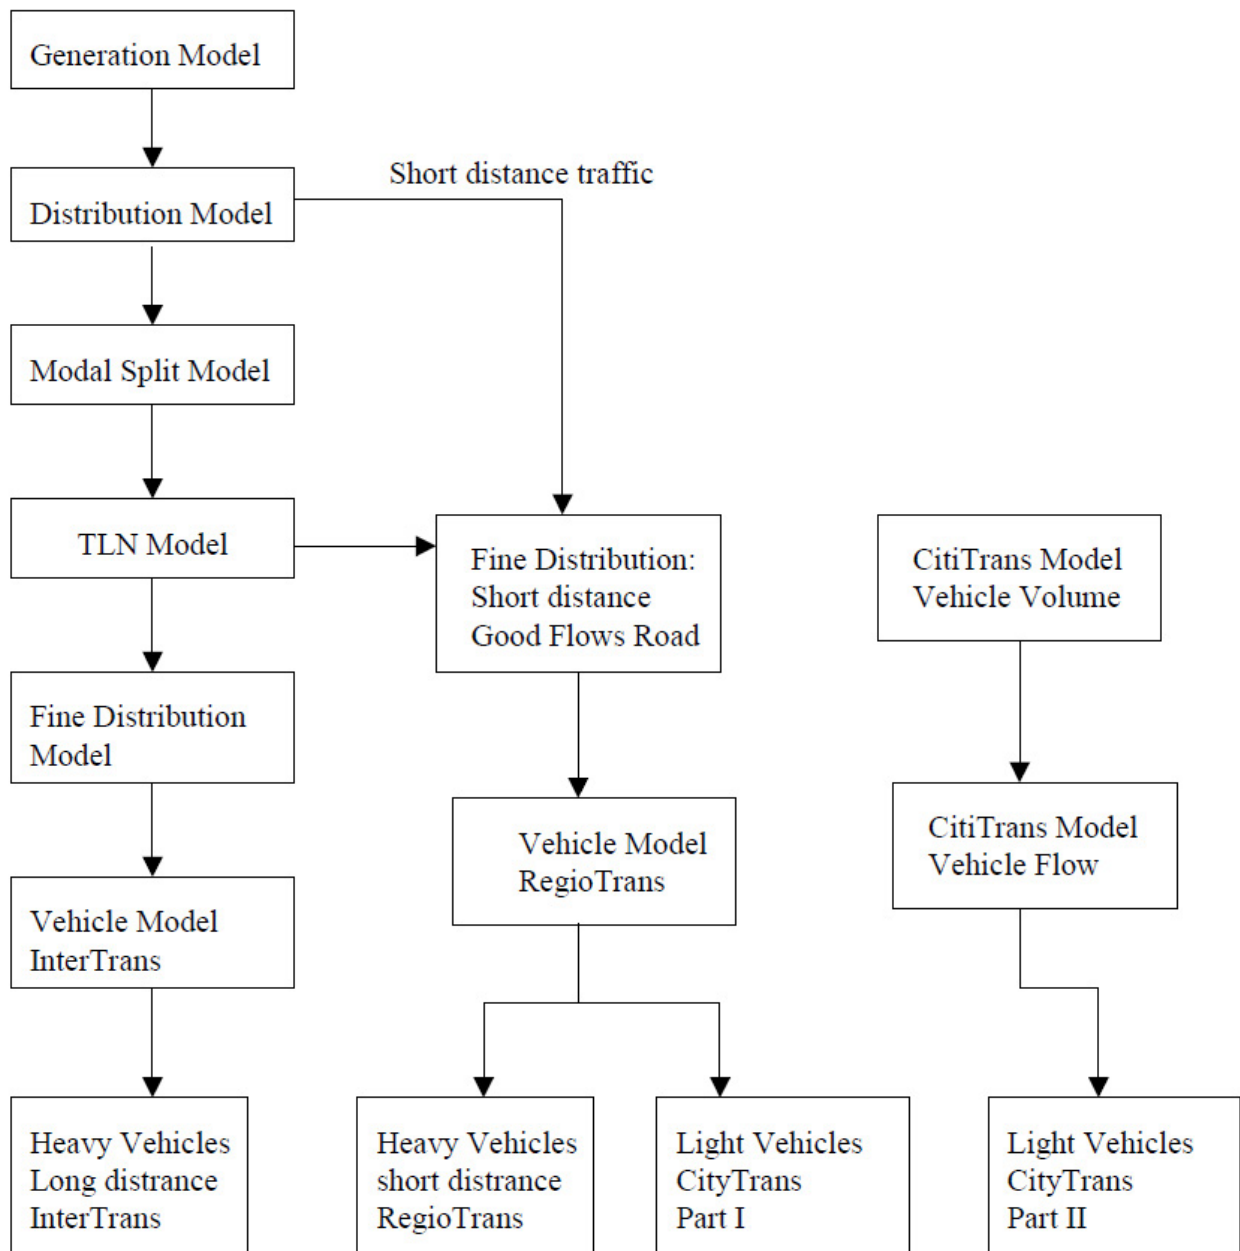 Generation Model
Short distance traffic
Distribution Model
Modal Split Model
TLN Model
Fine Distribution:
Short distance
Good Flows Road
CitiTrans Model
Vehicle Volume
Fine Distribution
Model
Vehicle Model
RegioTrans
CitiTrans Model
Vehicle Flow
Vehicle Model
InterTrans
Heavy Vehicles
Long distrance
InterTrans
Heavy Vehicles
short distrance
RegioTrans
Light Vehicles
CityTrans
Part I
Light Vehicles
CityTrans
Part II